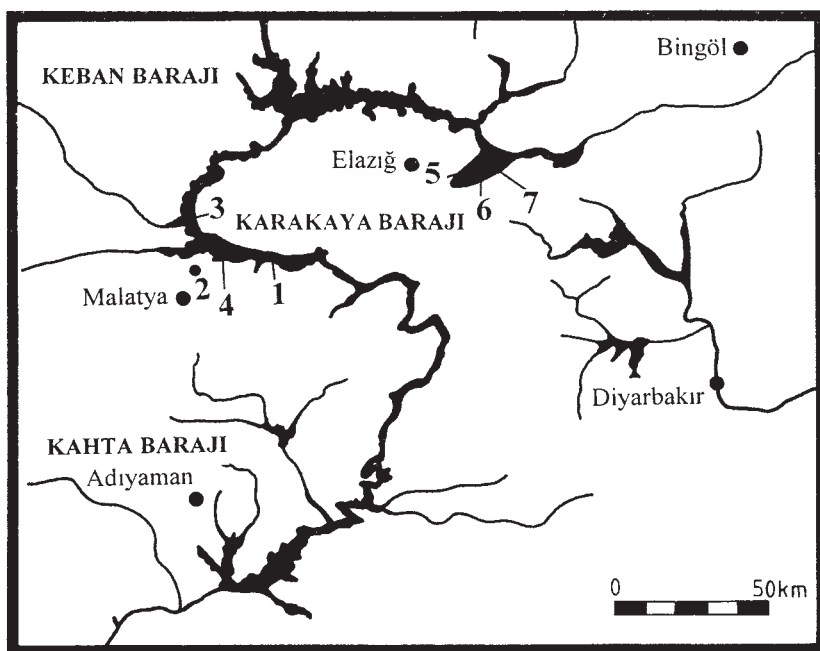 Bingöl
KEBAN BARAJI
Elazığ
5
6
7
3
KARAKAYA BARAJI
2
4
1
Malatya
Diyarbakır
KAHTA BARAJI
Adıyaman
0 50km